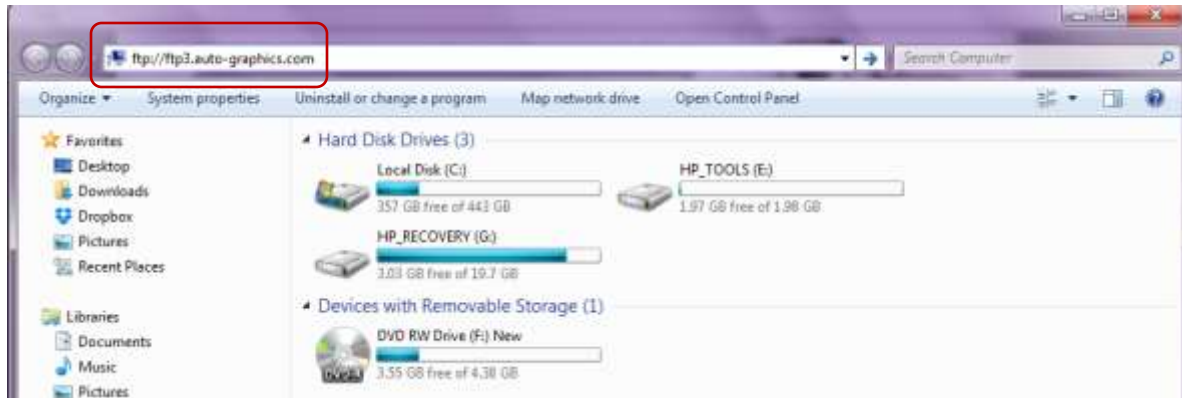 ftp://ftp3.auto-graphics.com
Search Computer
Organize
System properties
Uninstall or change a program
Map network drive
Open Control Panel
Favorites
Desktop
Downloads
Dropbox
Pictures
Recent Places
Libraries
Documents
Music
Pictures
Hard Disk Drives (3)
Local Disk (C:)
357 GB free of 443 GB
HP_TOOLS (E:)
1.97 GB free of 1.98 GB
HP_RECOVERY (G:)
3.03 GB free of 19.7 GB
Devices with Removable Storage (1)
DVD RW Drive (F:) New
3.55 GB free of 4.38 GB